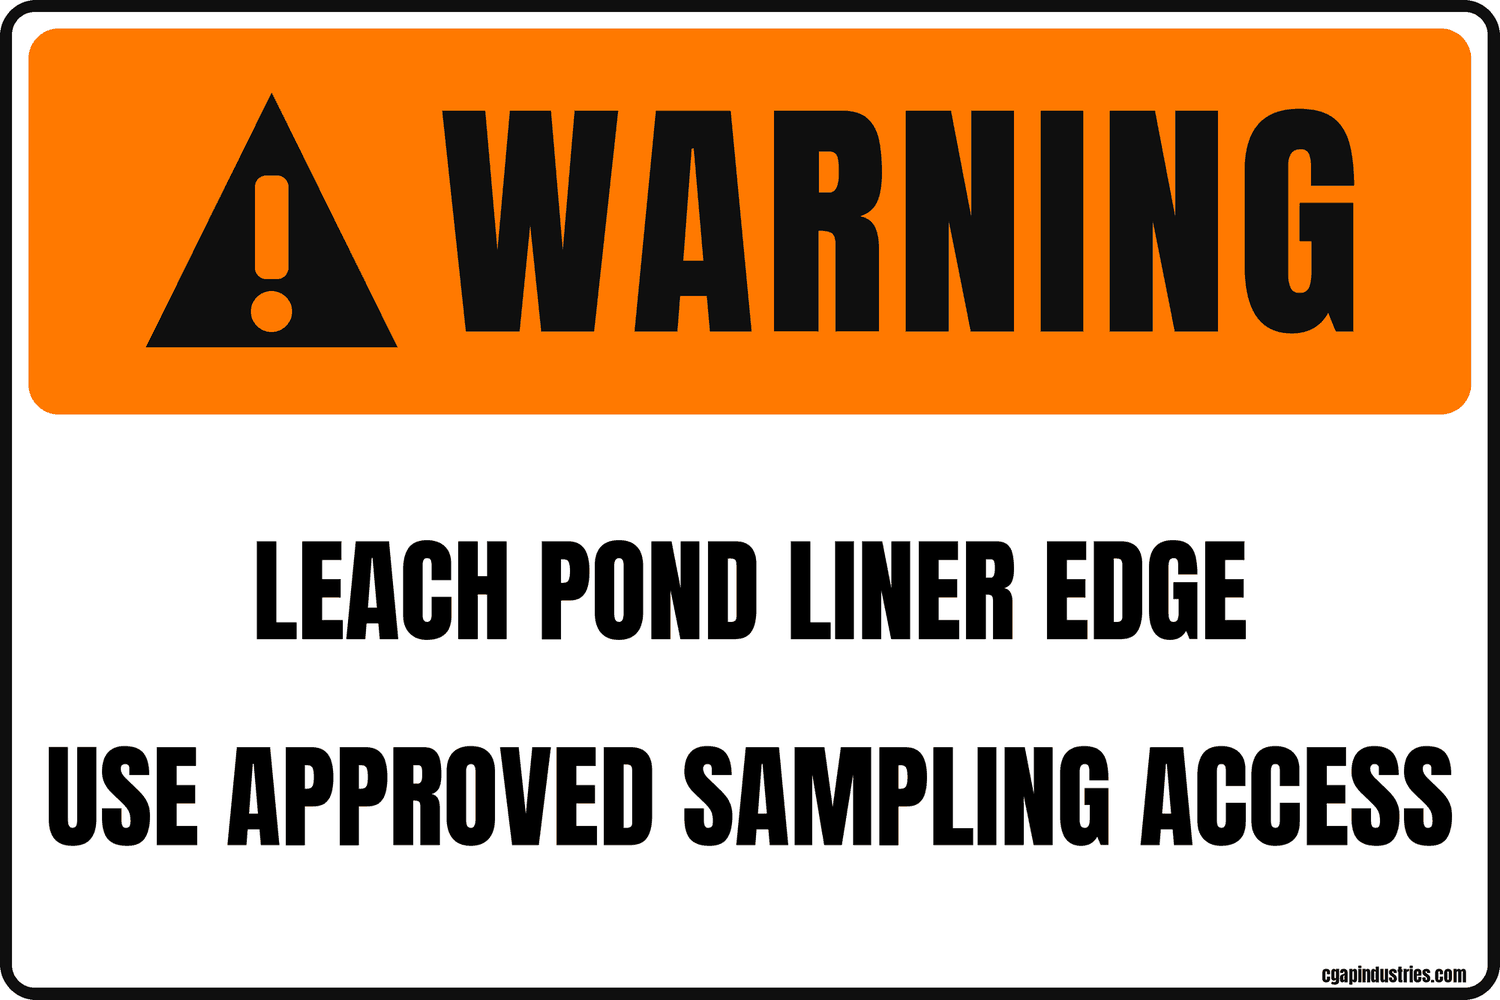 WARNING
LEACH POND LINER EDGE
USE APPROVED SAMPLING ACCESS
cgapindustries.com